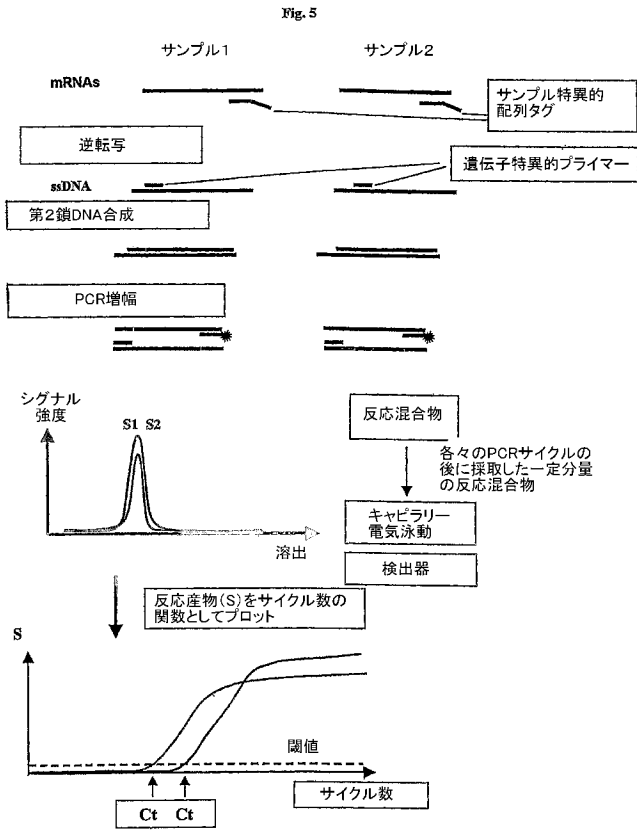 Fig. 5
サンプル1
サンプル2
mRNAs
サンプル特異的
配列タグ
逆転写
遺伝子特異的プライマー
ssDNA
第2鎖DNA合成
PCR増幅
シグナル
強度
S1 S2
溶出
反応混合物
各々のPCRサイクルの
後に採取した一定分量
の反応混合物
キャピラリー
電気泳動
検出器
反応産物(S)をサイクル数の
関数としてプロット
S
閾値
サイクル数
Ct Ct